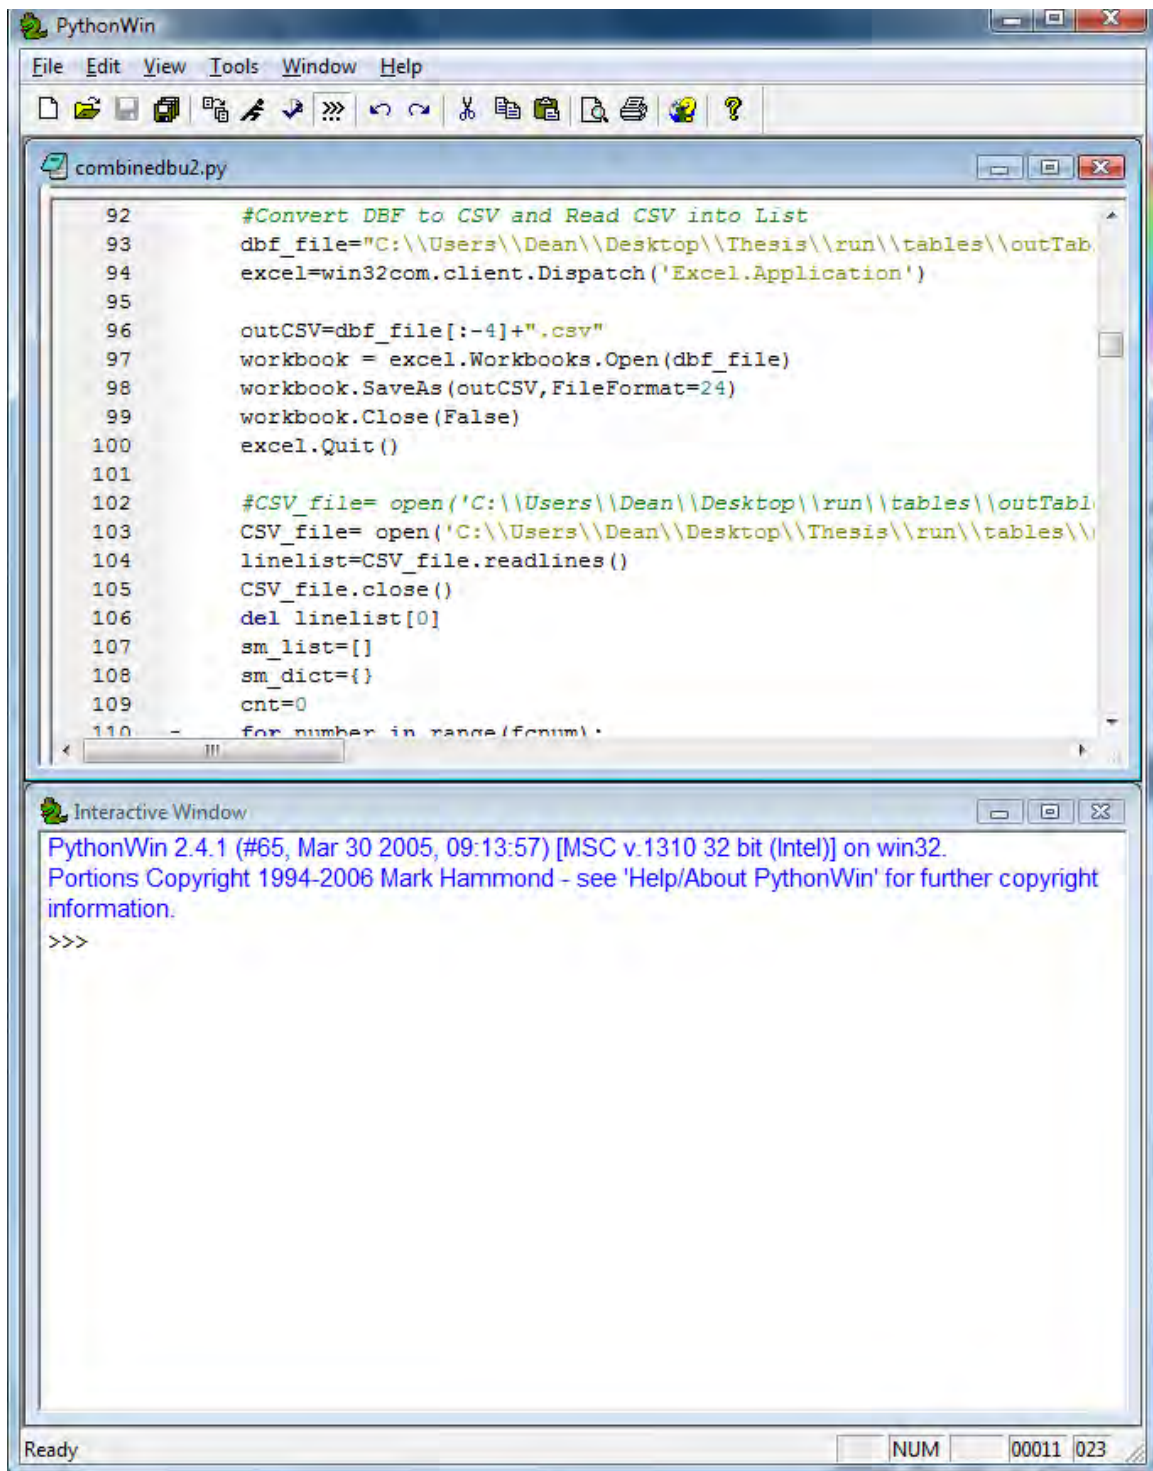 PythonWin
File Edit View Tools Window Help
combinedbu2.py
92 #Convert DBF to CSV and Read CSV into List
93 dbf_file="C:\\Users\\Dean\\Desktop\\Thesis\\run\\tables\\outTab
94 excel=win32com.client.Dispatch('Excel.Application')
95
96 outCSV=dbf_file[:-4]+".csv"
97 workbook = excel.Workbooks.Open(dbf_file)
98 workbook.SaveAs(outCSV,FileFormat=24)
99 workbook.Close(False)
100 excel.Quit()
101
102 #CSV_file= open('C:\\Users\\Dean\\Desktop\\run\\tables\\outTabl
103 CSV_file= open('C:\\Users\\Dean\\Desktop\\Thesis\\run\\tables\\
104 linelist=CSV_file.readlines()
105 CSV_file.close()
106 del linelist[0]
107 sm_list=[]
108 sm_dict={}
109 cnt=0
110 - for number in range(fcnum):
Interactive Window
PythonWin 2.4.1 (#65, Mar 30 2005, 09:13:57) [MSC v.1310 32 bit (Intel)] on win32.
Portions Copyright 1994-2006 Mark Hammond - see 'Help/About PythonWin' for further copyright
information.
>>>
Ready NUM 00011 023